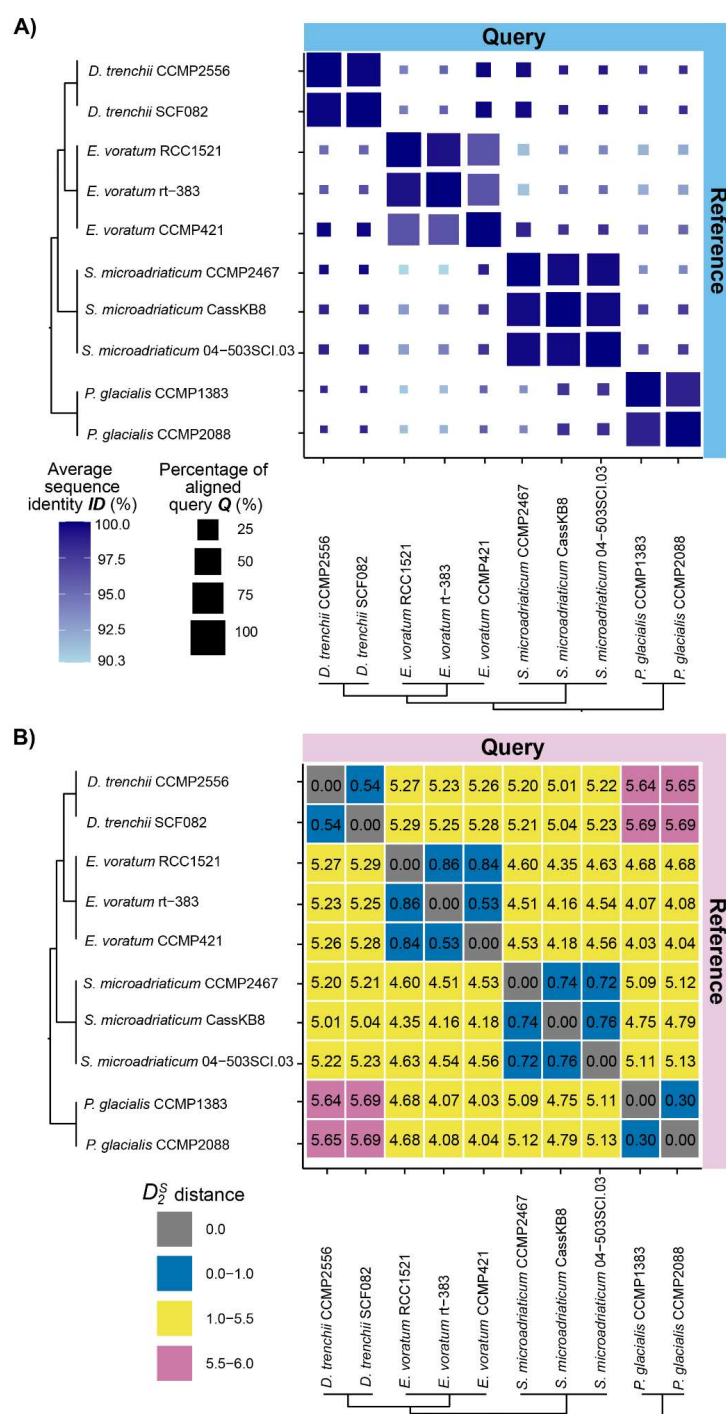 A)
Query
Reference
D. trenchii CCMP2556
D. trenchii SCF082
E. voratum RCC1521
E. voratum rt−383
E. voratum CCMP421
S. microadriaticum CCMP2467
S. microadriaticum CassKB8
S. microadriaticum 04−503SCI.03
P. glacialis CCMP1383
P. glacialis CCMP2088
Average
sequence
identity ID (%)
100.0
97.5
95.0
92.5
90.3
Percentage of
aligned
query Q (%)
25
50
75
100
D. trenchii CCMP2556
D. trenchii SCF082
E. voratum RCC1521
E. voratum rt−383
E. voratum CCMP421
S. microadriaticum CCMP2467
S. microadriaticum CassKB8
S. microadriaticum 04−503SCI.03
P. glacialis CCMP1383
P. glacialis CCMP2088
B)
Query
Reference
D. trenchii CCMP2556 0.00 0.54 5.27 5.23 5.26 5.20 5.01 5.22 5.64 5.65
D. trenchii SCF082 0.54 0.00 5.29 5.25 5.28 5.21 5.04 5.23 5.69 5.69
E. voratum RCC1521 5.27 5.29 0.00 0.86 0.84 4.60 4.35 4.63 4.68 4.68
E. voratum rt−383 5.23 5.25 0.86 0.00 0.53 4.51 4.16 4.54 4.07 4.08
E. voratum CCMP421 5.26 5.28 0.84 0.53 0.00 4.53 4.18 4.56 4.03 4.04
S. microadriaticum CCMP2467 5.20 5.21 4.60 4.51 4.53 0.00 0.74 0.72 5.09 5.12
S. microadriaticum CassKB8 5.01 5.04 4.35 4.16 4.18 0.74 0.00 0.76 4.75 4.79
S. microadriaticum 04−503SCI.03 5.22 5.23 4.63 4.54 4.56 0.72 0.76 0.00 5.11 5.13
P. glacialis CCMP1383 5.64 5.69 4.68 4.07 4.03 5.09 4.75 5.11 0.00 0.30
P. glacialis CCMP2088 5.65 5.69 4.68 4.08 4.04 5.12 4.79 5.13 0.30 0.00
D₂ˢ distance
0.0
0.0−1.0
1.0−5.5
5.5−6.0
D. trenchii CCMP2556
D. trenchii SCF082
E. voratum RCC1521
E. voratum rt−383
E. voratum CCMP421
S. microadriaticum CCMP2467
S. microadriaticum CassKB8
S. microadriaticum 04−503SCI.03
P. glacialis CCMP1383
P. glacialis CCMP2088